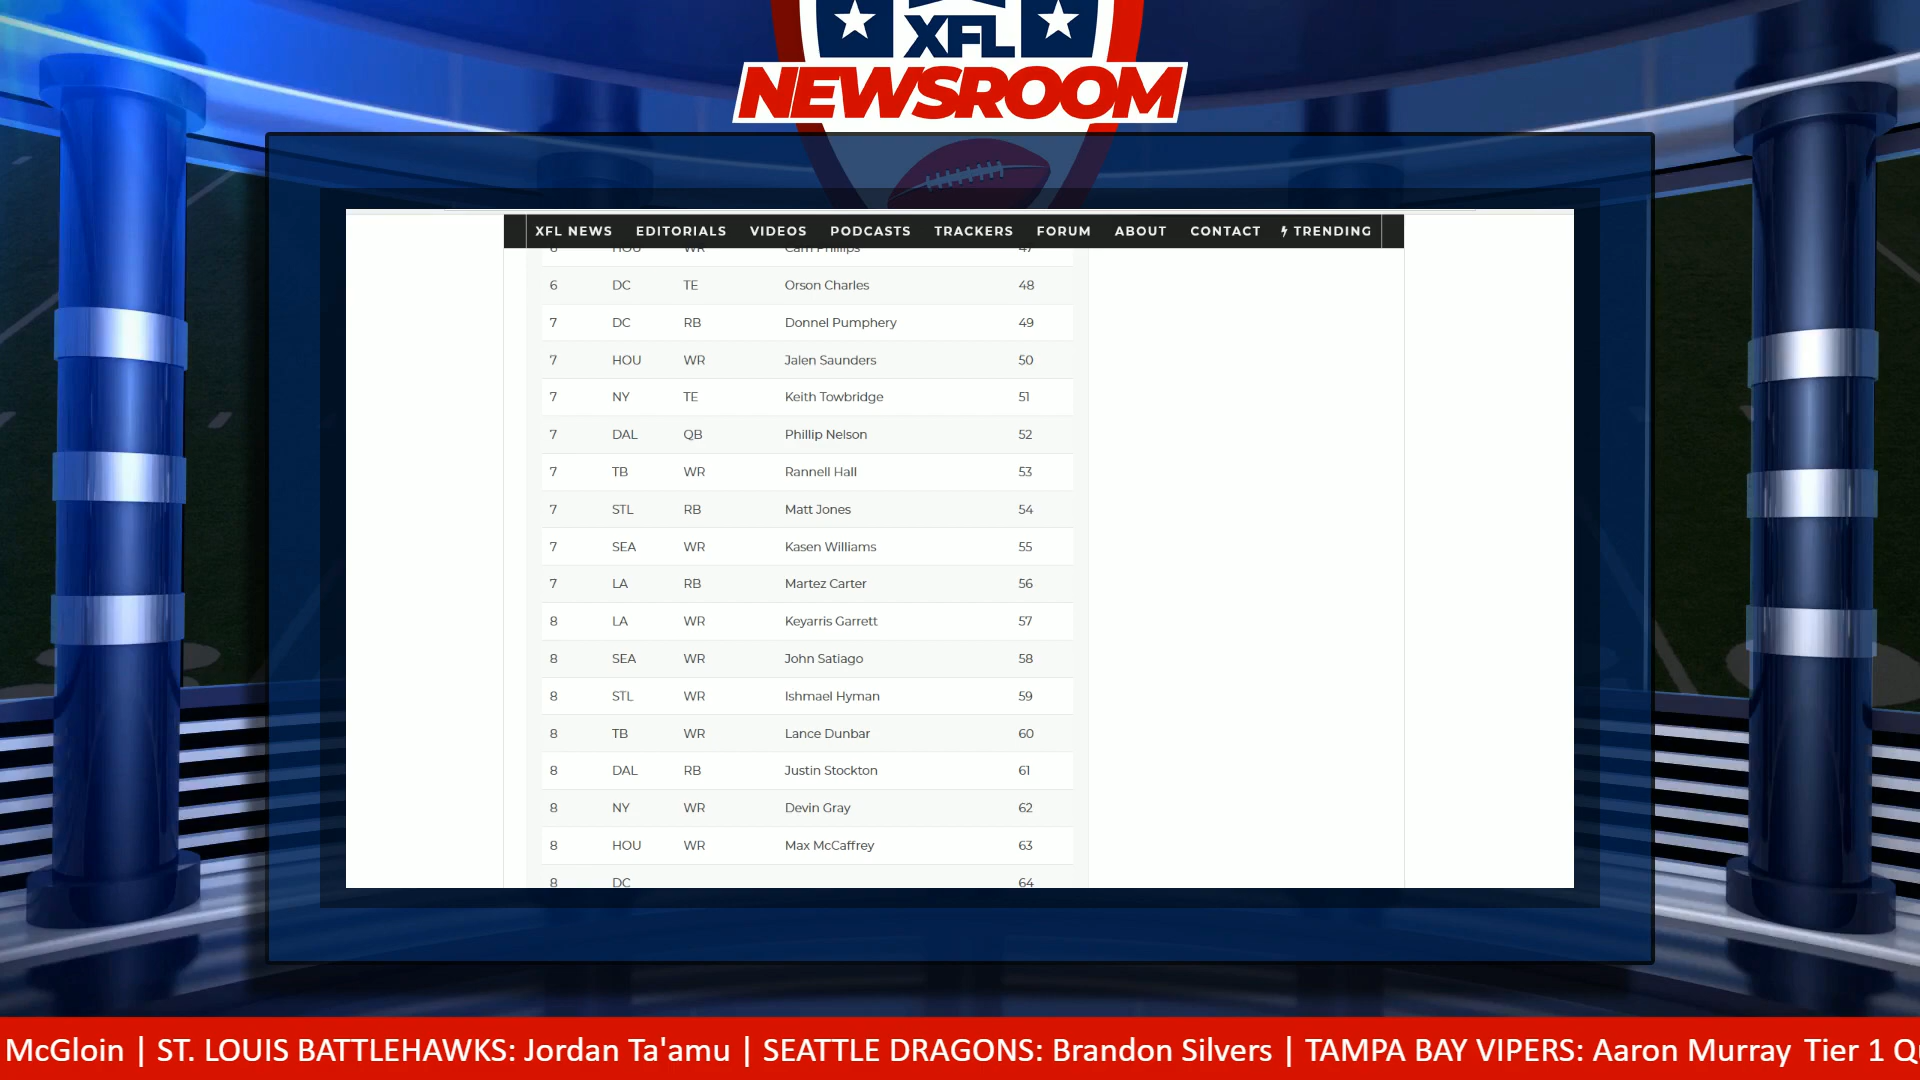 XFL
NEWSROOM
XFL NEWS EDITORIALS VIDEOS PODCASTS TRACKERS FORUM ABOUT CONTACT TRENDING
6 HOU WR Cam Phillips 47
6 DC TE Orson Charles 48
7 DC RB Donnel Pumphery 49
7 HOU WR Jalen Saunders 50
7 NY TE Keith Towbridge 51
7 DAL QB Phillip Nelson 52
7 TB WR Rannell Hall 53
7 STL RB Matt Jones 54
7 SEA WR Kasen Williams 55
7 LA RB Martez Carter 56
8 LA WR Keyarris Garrett 57
8 SEA WR John Satiago 58
8 STL WR Ishmael Hyman 59
8 TB WR Lance Dunbar 60
8 DAL RB Justin Stockton 61
8 NY WR Devin Gray 62
8 HOU WR Max McCaffrey 63
8 DC 64
McGloin | ST. LOUIS BATTLEHAWKS: Jordan Ta'amu | SEATTLE DRAGONS: Brandon Silvers | TAMPA BAY VIPERS: Aaron Murray Tier 1 Q